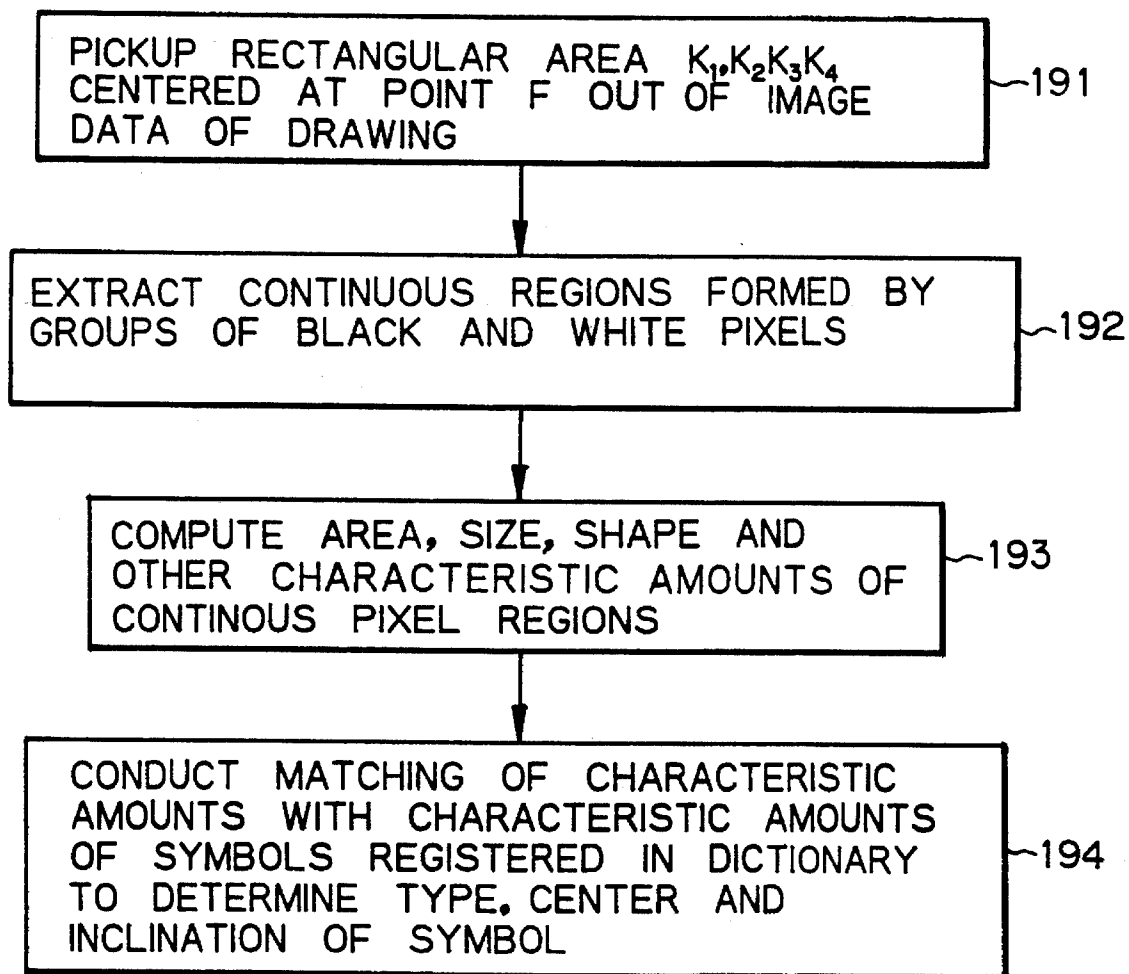 PICKUP RECTANGULAR AREA K₁,K₂K₃K₄
CENTERED AT POINT F OUT OF IMAGE
DATA OF DRAWING
191
EXTRACT CONTINUOUS REGIONS FORMED BY
GROUPS OF BLACK AND WHITE PIXELS
192
COMPUTE AREA, SIZE, SHAPE AND
OTHER CHARACTERISTIC AMOUNTS OF
CONTINOUS PIXEL REGIONS
193
CONDUCT MATCHING OF CHARACTERISTIC
AMOUNTS WITH CHARACTERISTIC AMOUNTS
OF SYMBOLS REGISTERED IN DICTIONARY
TO DETERMINE TYPE. CENTER AND
INCLINATION OF SYMBOL
194